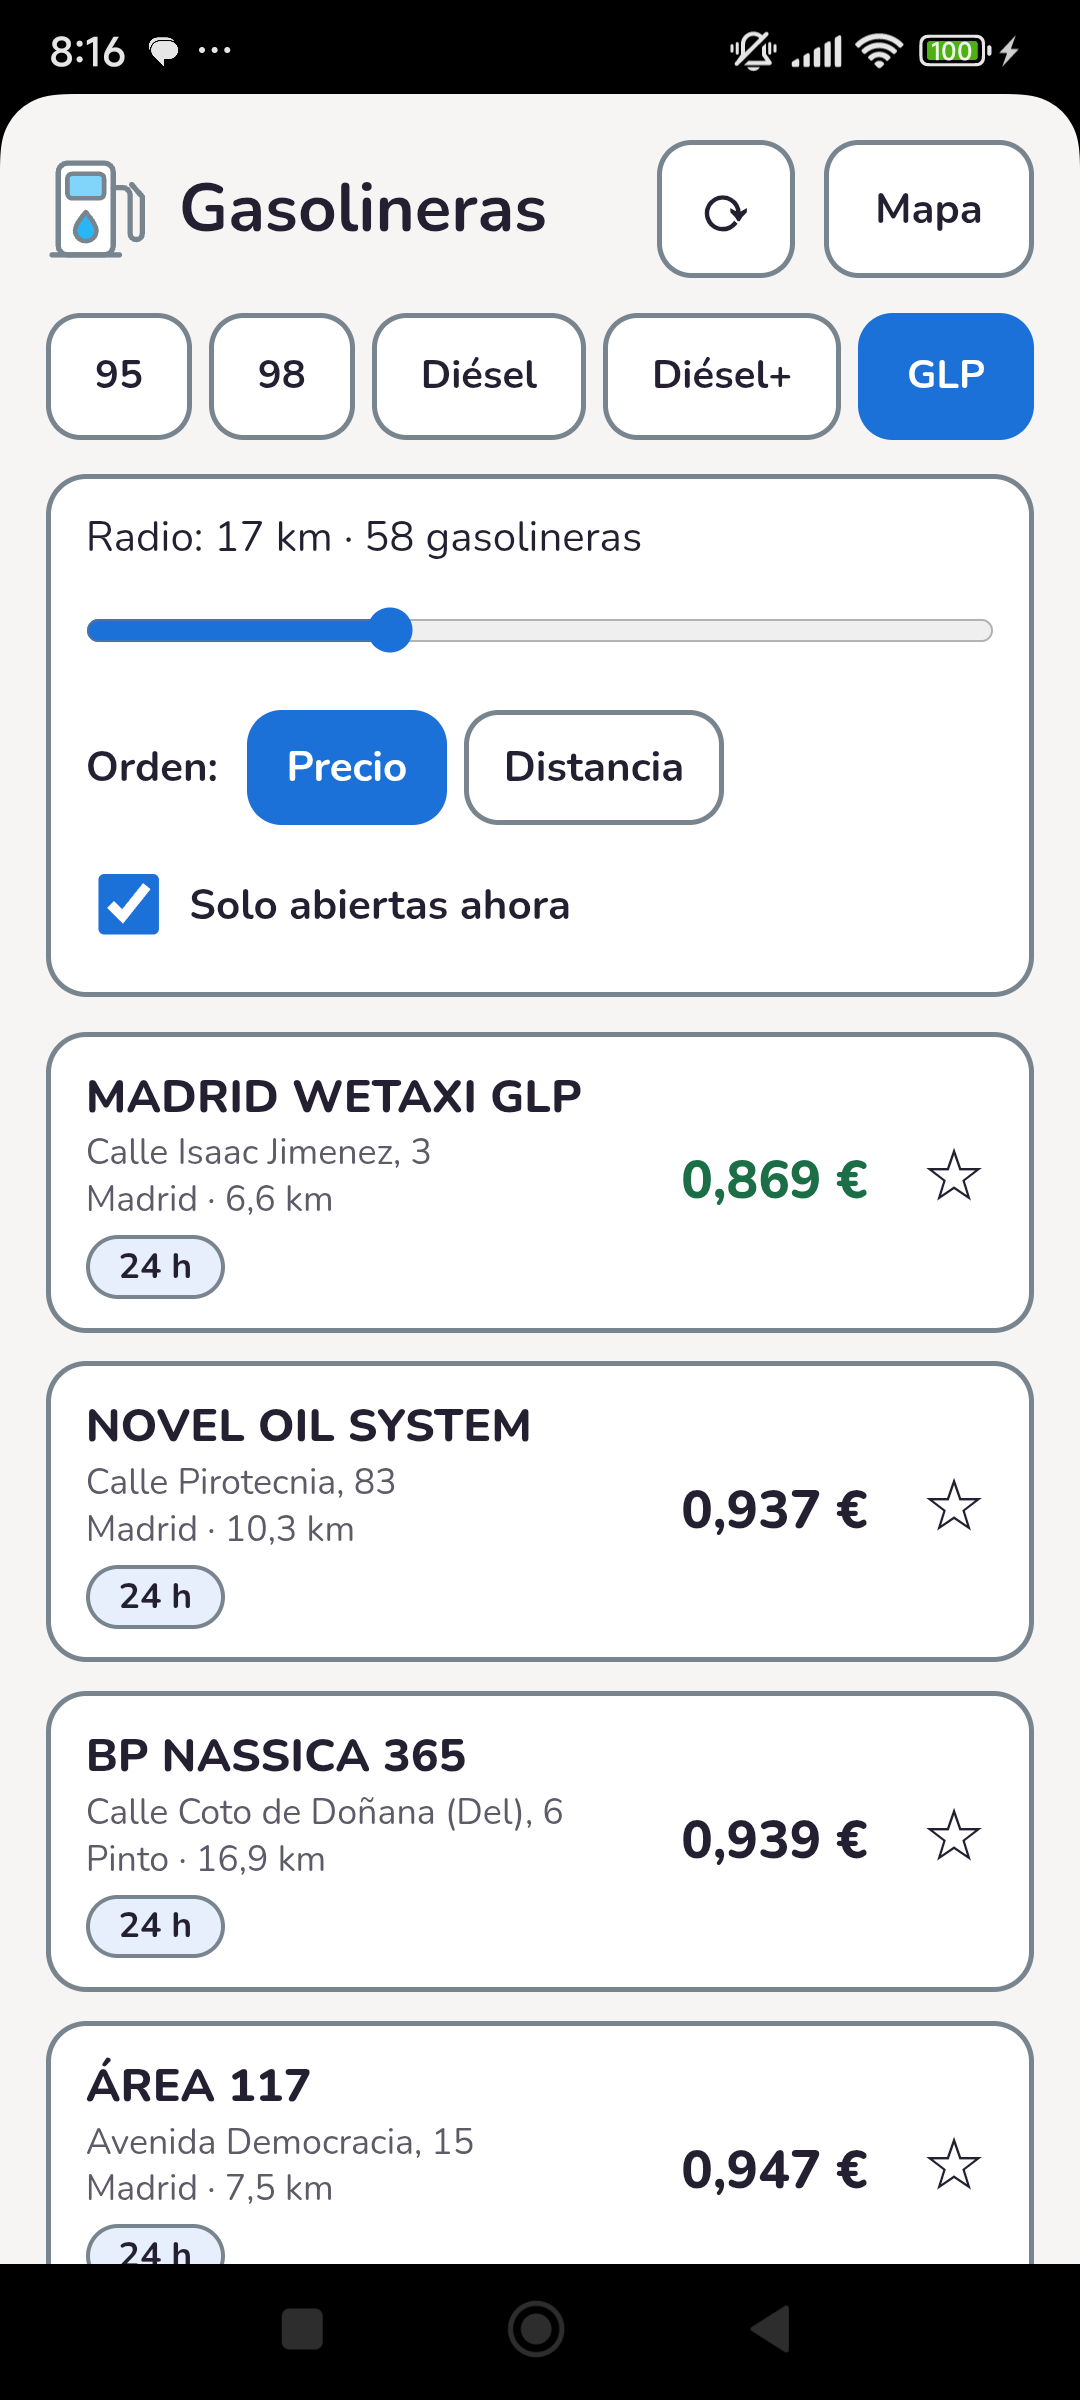 8:16
100
Gasolineras
Mapa
95
98
Diésel
Diésel+
GLP
Radio: 17 km · 58 gasolineras
Orden:
Precio
Distancia
Solo abiertas ahora
MADRID WETAXI GLP
Calle Isaac Jimenez, 3
Madrid · 6,6 km
0,869 €
24 h
NOVEL OIL SYSTEM
Calle Pirotecnia, 83
Madrid · 10,3 km
0,937 €
24 h
BP NASSICA 365
Calle Coto de Doñana (Del), 6
Pinto · 16,9 km
0,939 €
24 h
ÁREA 117
Avenida Democracia, 15
Madrid · 7,5 km
0,947 €
24 h